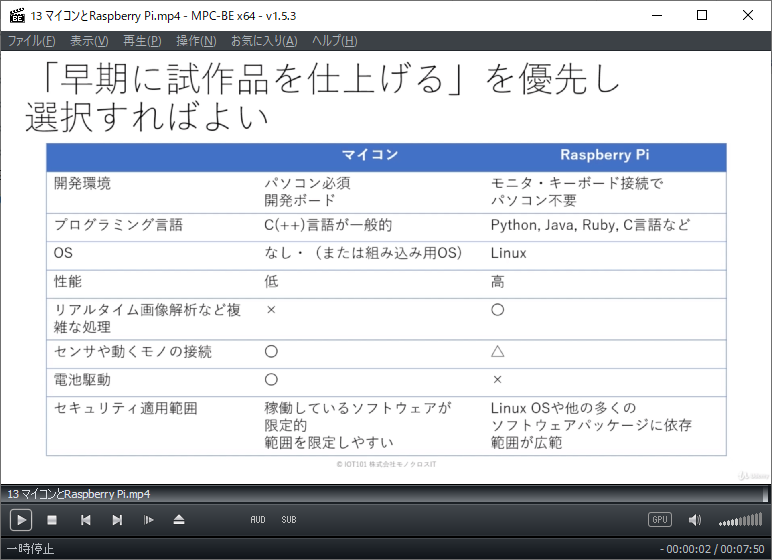 13 マイコンとRaspberry Pi.mp4 - MPC-BE x64 - v1.5.3
ファイル(F) 表示(V) 再生(P) 操作(N) お気に入り(A) ヘルプ(H)
「早期に試作品を仕上げる」を優先し
選択すればよい
マイコン Raspberry Pi
開発環境 パソコン必須 モニタ・キーボード接続で
開発ボード パソコン不要
プログラミング言語 C(++)言語が一般的 Python, Java, Ruby, C言語など
OS なし・（または組み込み用OS） Linux
性能 低 高
リアルタイム画像解析など複 × 〇
雑な処理
センサや動くモノの接続 〇 △
電池駆動 〇 ×
セキュリティ適用範囲 稼働しているソフトウェアが Linux OSや他の多くの
限定的 ソフトウェアパッケージに依存
範囲を限定しやすい 範囲が広範
© IOT101 株式会社モノクロスIT
13 マイコンとRaspberry Pi.mp4
AUD SUB GPU
一時停止 - 00:00:02 / 00:07:50